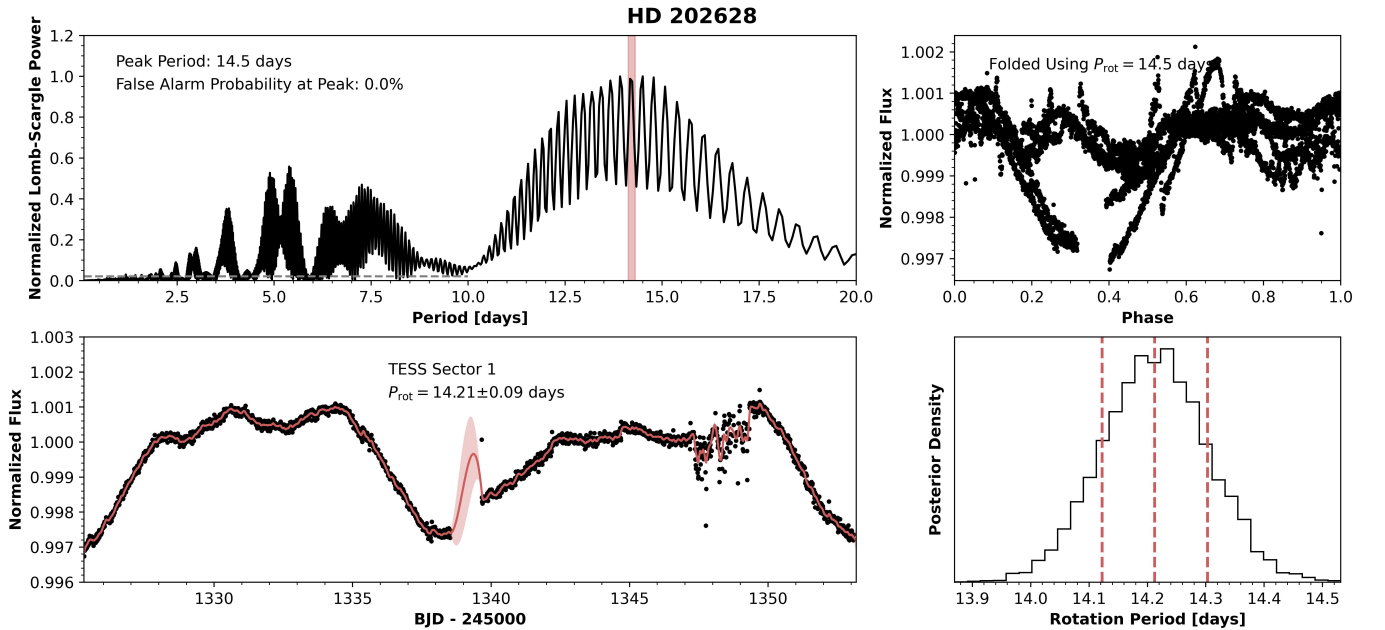 HD 202628
Normalized Lomb-Scargle Power
1.2
1.0
0.8
0.6
0.4
0.2
0.0
Peak Period: 14.5 days
False Alarm Probability at Peak: 0.0%
2.5 5.0 7.5 10.0 12.5 15.0 17.5 20.0
Period [days]
Normalized Flux
1.002
1.001
1.000
0.999
0.998
0.997
Folded Using Prot = 14.5 days
0.0 0.2 0.4 0.6 0.8 1.0
Phase
Normalized Flux
1.003
1.002
1.001
1.000
0.999
0.998
0.997
0.996
TESS Sector 1
Prot = 14.21±0.09 days
1330 1335 1340 1345 1350
BJD - 245000
Posterior Density
13.9 14.0 14.1 14.2 14.3 14.4 14.5
Rotation Period [days]